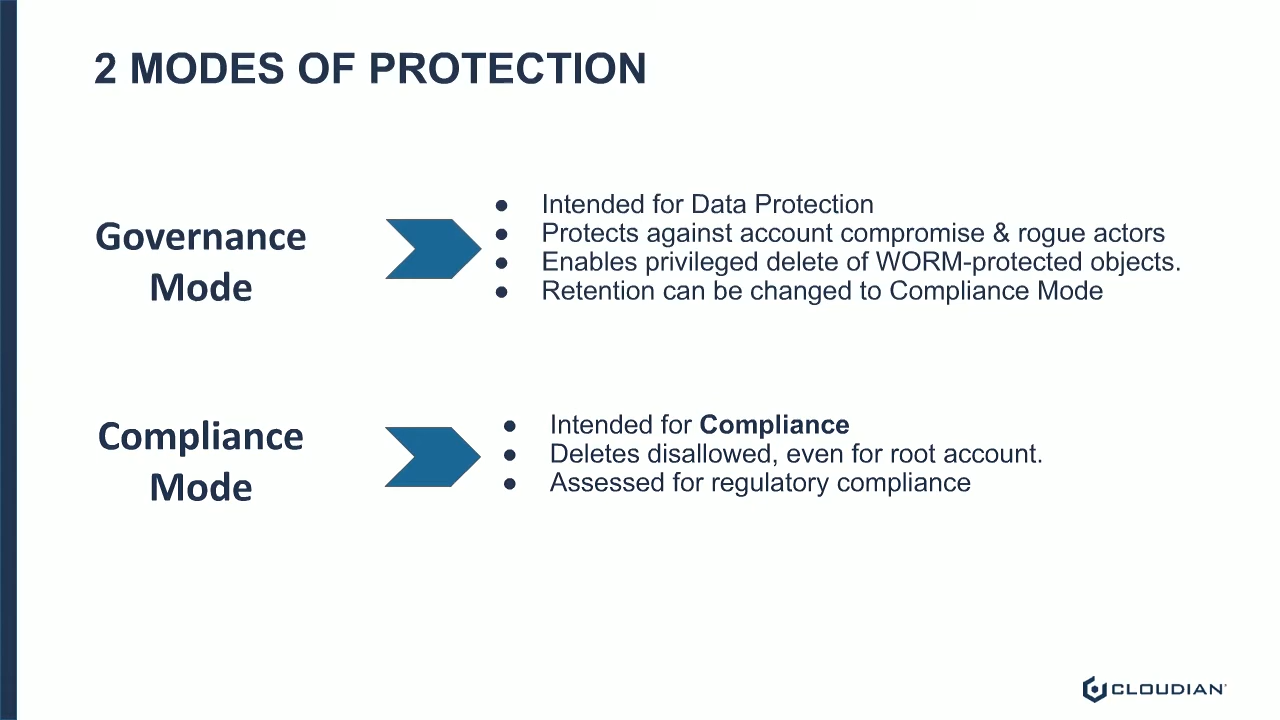 2 MODES OF PROTECTION
Governance
Mode
● Intended for Data Protection
● Protects against account compromise & rogue actors
● Enables privileged delete of WORM-protected objects.
● Retention can be changed to Compliance Mode
Compliance
Mode
● Intended for Compliance
● Deletes disallowed, even for root account.
● Assessed for regulatory compliance
CLOUDIAN